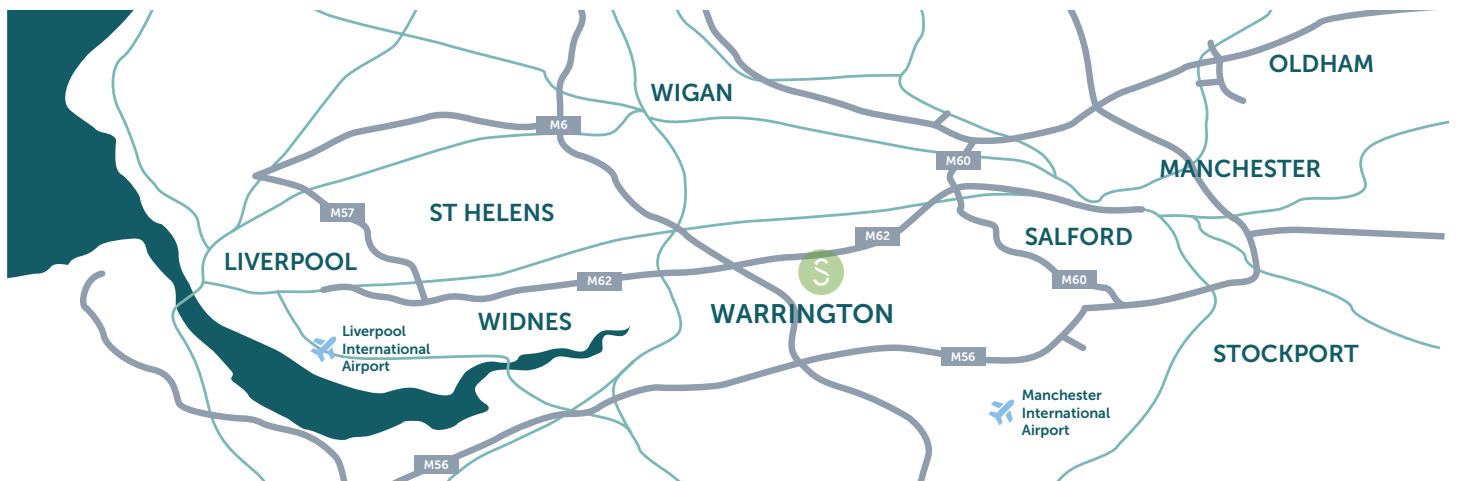 OLDHAM
WIGAN
M6
M60
MANCHESTER
M57
ST HELENS
M62
SALFORD
LIVERPOOL
S
M62
M60
WARRINGTON
WIDNES
Liverpool
International
Airport
M56
STOCKPORT
Manchester
International
Airport
M56